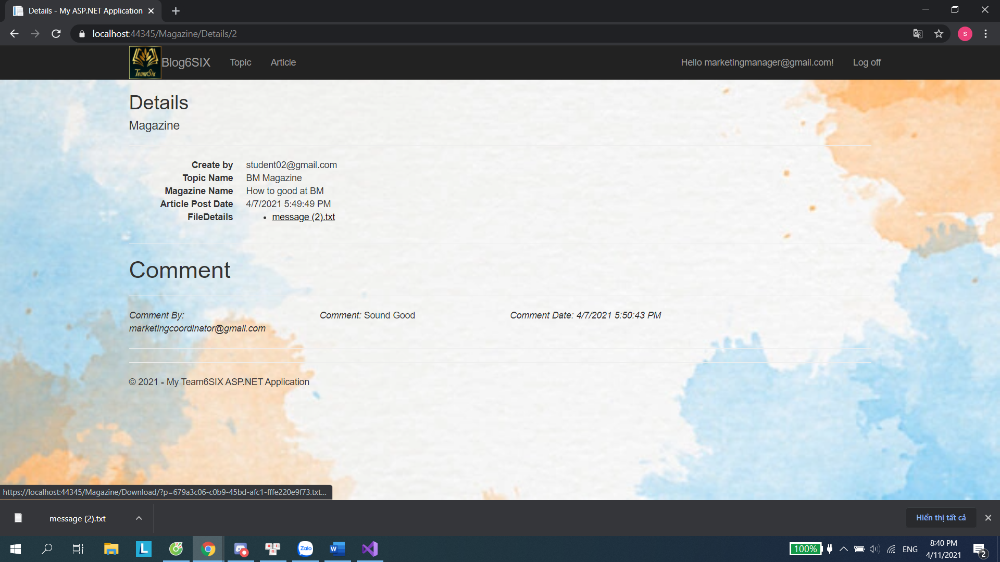 Details - My ASP.NET Application
localhost:44345/Magazine/Details/2
s
TeamSix
Blog6SIX
Topic
Article
Hello marketingmanager@gmail.com!
Log off
Details
Magazine
Create by student02@gmail.com
Topic Name BM Magazine
Magazine Name How to good at BM
Article Post Date 4/7/2021 5:49:49 PM
FileDetails • message (2).txt
Comment
Comment By: Comment: Sound Good Comment Date: 4/7/2021 5:50:43 PM
marketingcoordinator@gmail.com
© 2021 - My Team6SIX ASP.NET Application
https://localhost:44345/Magazine/Download/?p=679a3c06-c0b9-45bd-afc1-fffe220e9f73.txt...
message (2).txt
Hiển thị tất cả
L
Zalo
W
100%
ENG
8:40 PM
4/11/2021
2